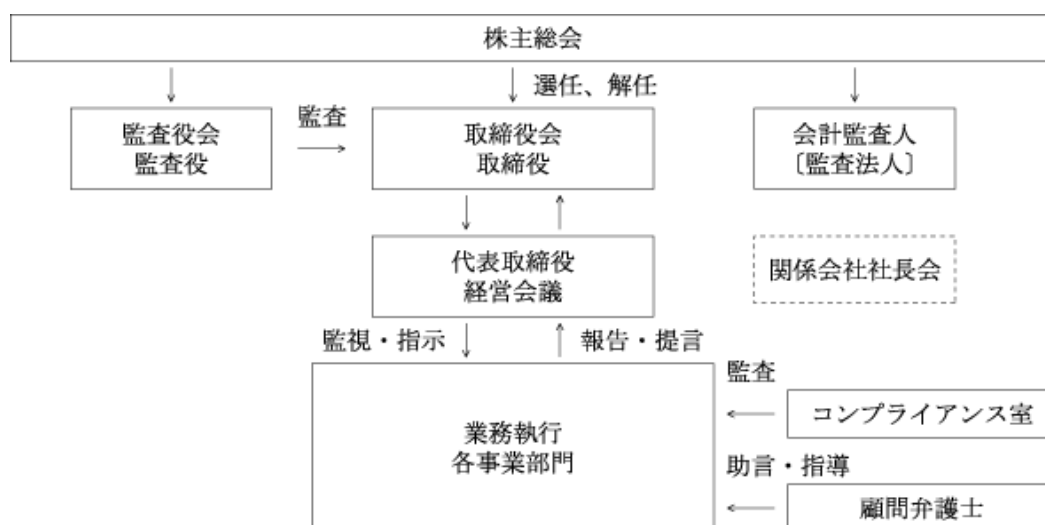 株主総会
選任、解任
監査役会
監査役
監査
取締役会
取締役
会計監査人
〔監査法人〕
代表取締役
経営会議
関係会社社長会
監視・指示
報告・提言
業務執行
各事業部門
監査
コンプライアンス室
助言・指導
顧問弁護士